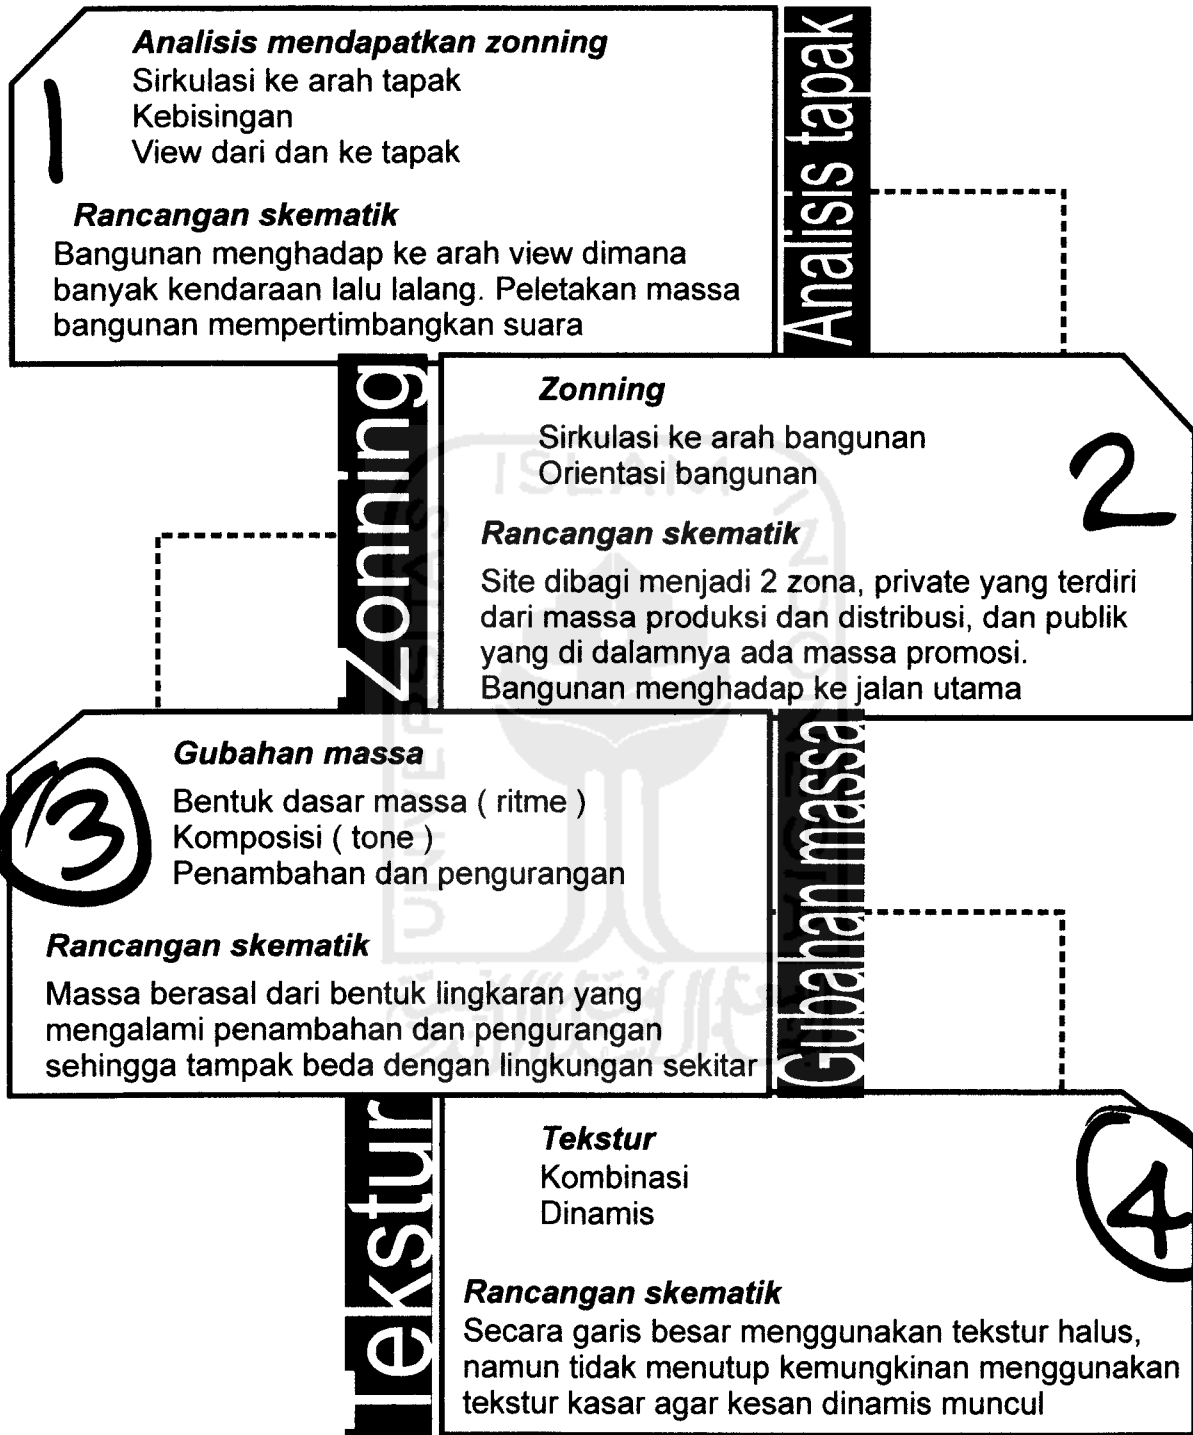 1
Analisis mendapatkan zonning
Sirkulasi ke arah tapak
Kebisingan
View dari dan ke tapak
Rancangan skematik
Bangunan menghadap ke arah view dimana
banyak kendaraan lalu lalang. Peletakan massa
bangunan mempertimbangkan suara
Analisis tapak
Zonning
2
Zonning
Sirkulasi ke arah bangunan
Orientasi bangunan
Rancangan skematik
Site dibagi menjadi 2 zona, private yang terdiri
dari massa produksi dan distribusi, dan publik
yang di dalamnya ada massa promosi.
Bangunan menghadap ke jalan utama
3
Gubahan massa
Bentuk dasar massa ( ritme )
Komposisi ( tone )
Penambahan dan pengurangan
Rancangan skematik
Massa berasal dari bentuk lingkaran yang
mengalami penambahan dan pengurangan
sehingga tampak beda dengan lingkungan sekitar
Gubahan massa
Tekstur
4
Tekstur
Kombinasi
Dinamis
Rancangan skematik
Secara garis besar menggunakan tekstur halus,
namun tidak menutup kemungkinan menggunakan
tekstur kasar agar kesan dinamis muncul
UNIVERSITAS
ISLAM
INDONESIA